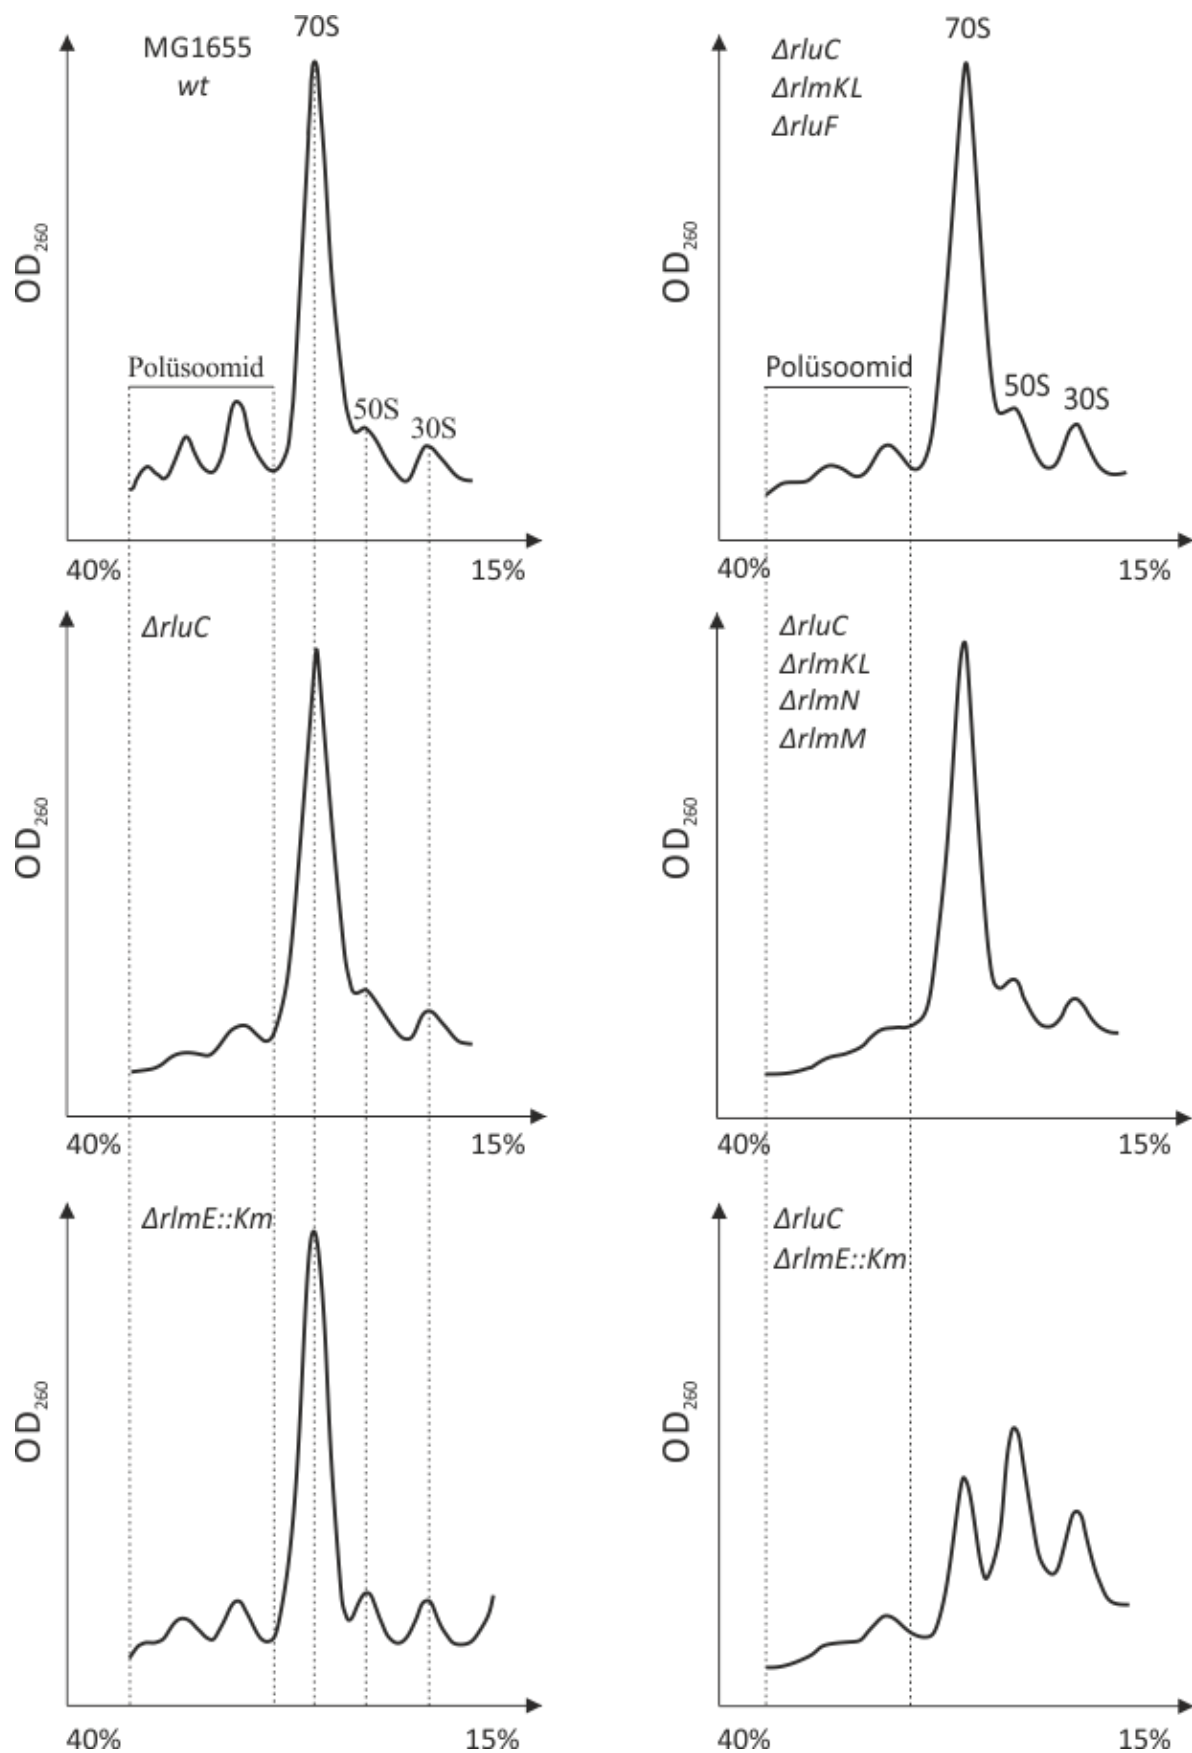 MG1655
wt
70S
OD260
Polüsoomid
50S
30S
40%
15%
70S
ΔrluC
ΔrlmKL
ΔrluF
OD260
Polüsoomid
50S
30S
40%
15%
ΔrluC
OD260
40%
15%
ΔrluC
ΔrlmKL
ΔrlmN
ΔrlmM
OD260
40%
15%
ΔrlmE::Km
OD260
40%
15%
ΔrluC
ΔrlmE::Km
OD260
40%
15%